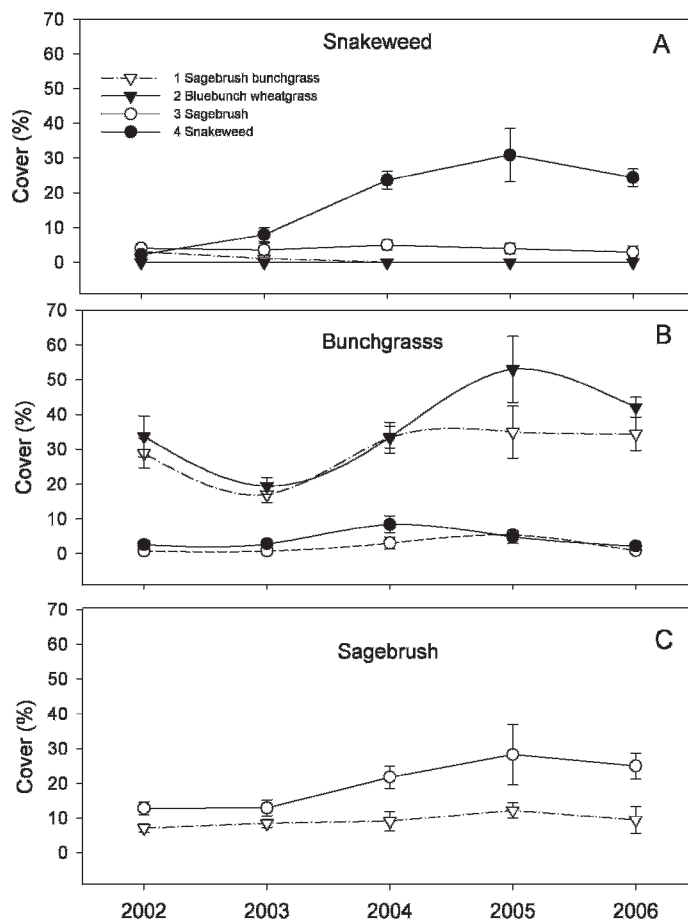 Snakeweed
A
1 Sagebrush bunchgrass
2 Bluebunch wheatgrass
3 Sagebrush
4 Snakeweed
Cover (%)
70
60
50
40
30
20
10
0
Bunchgrasss
B
Cover (%)
70
60
50
40
30
20
10
0
Sagebrush
C
Cover (%)
70
60
50
40
30
20
10
0
2002 2003 2004 2005 2006